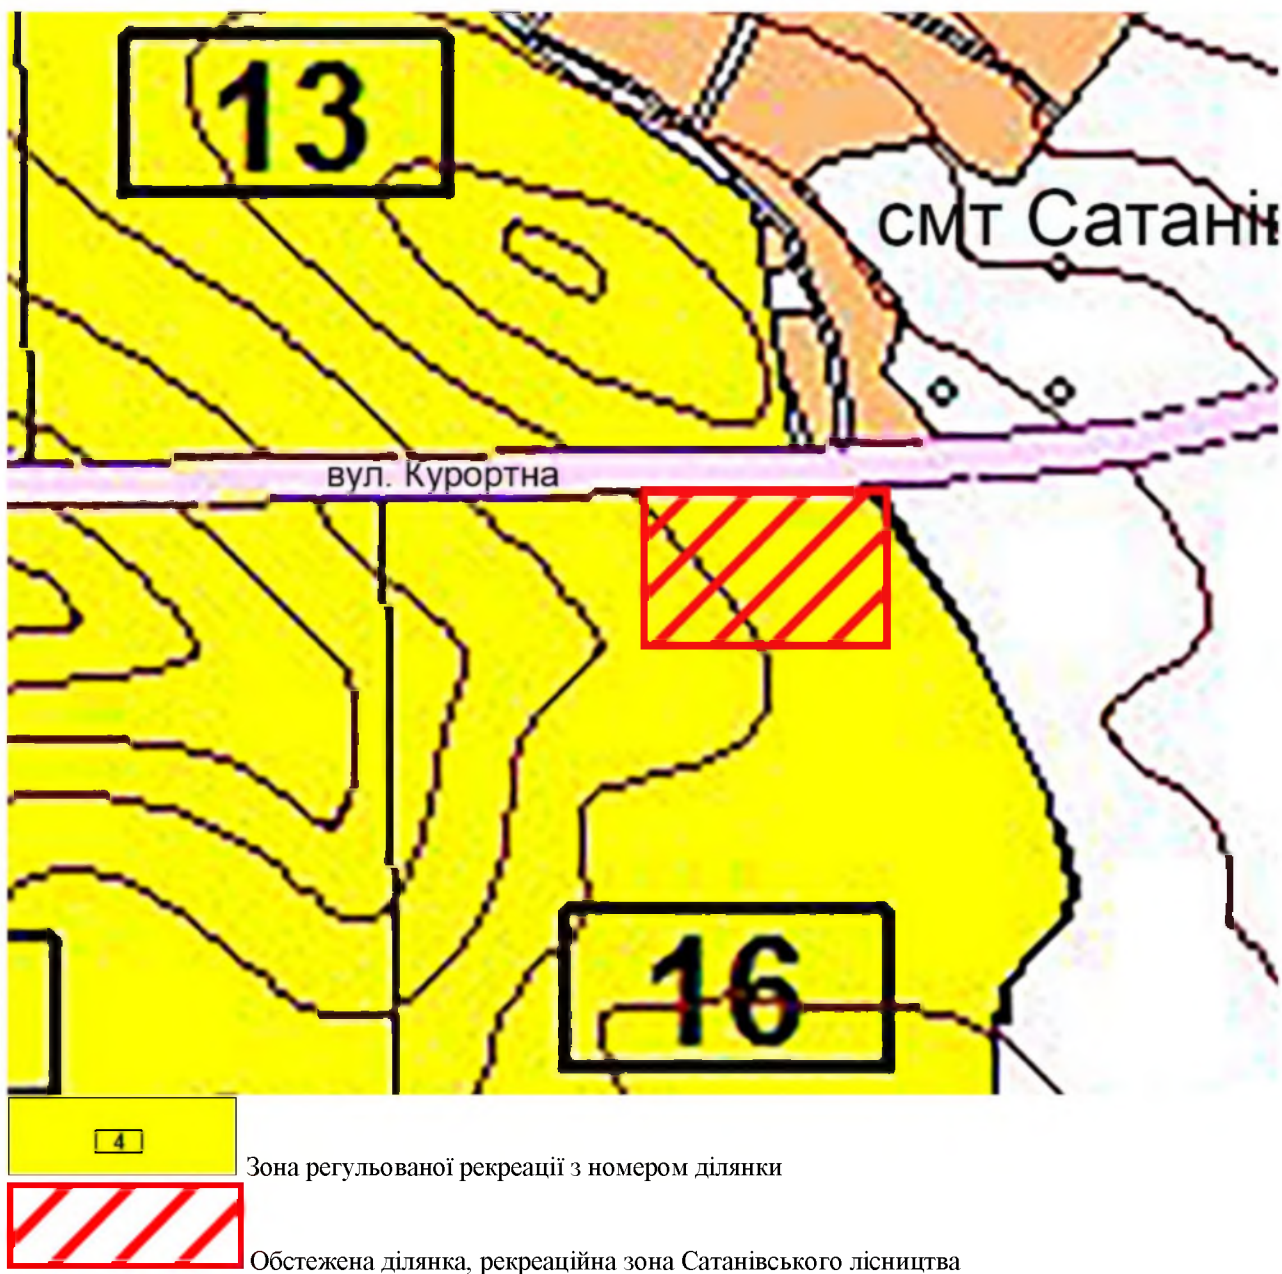 13
смт Сатанів
вул. Курортна
16
4
Зона регульованої рекреації з номером ділянки
Обстежена ділянка, рекреаційна зона Сатанівського лісництва